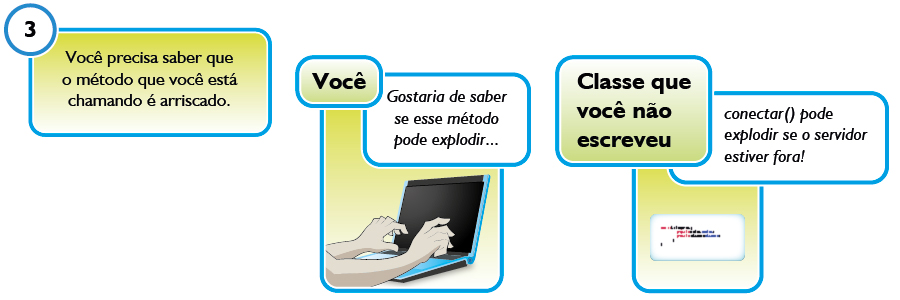 3
Você precisa saber que
o método que você está
chamando é arriscado.
Você
Gostaria de saber
se esse método
pode explodir...
Classe que
você não
escreveu
conectar() pode
explodir se o servidor
estiver fora!